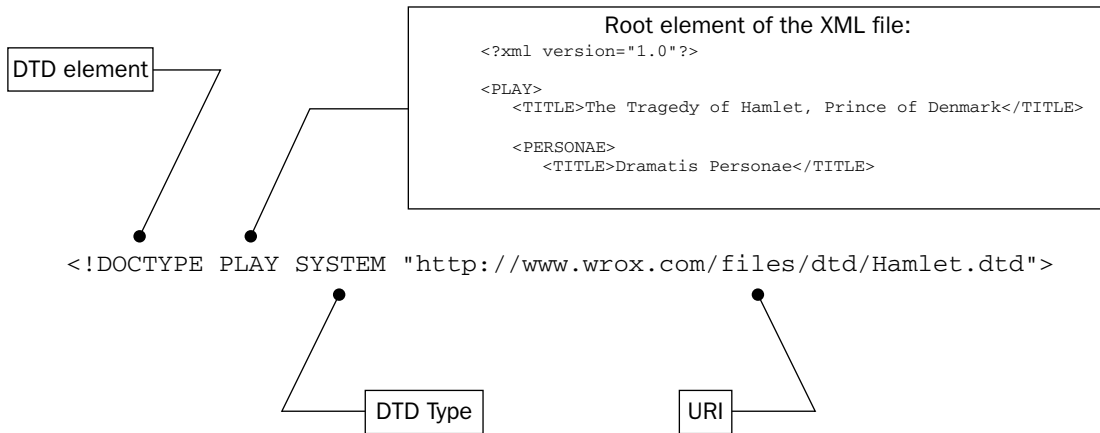 Root element of the XML file:
<?xml version="1.0"?>
<PLAY>
<TITLE>The Tragedy of Hamlet, Prince of Denmark</TITLE>
<PERSONAE>
<TITLE>Dramatis Personae</TITLE>
DTD element
<!DOCTYPE PLAY SYSTEM "http://www.wrox.com/files/dtd/Hamlet.dtd">
DTD Type
URI